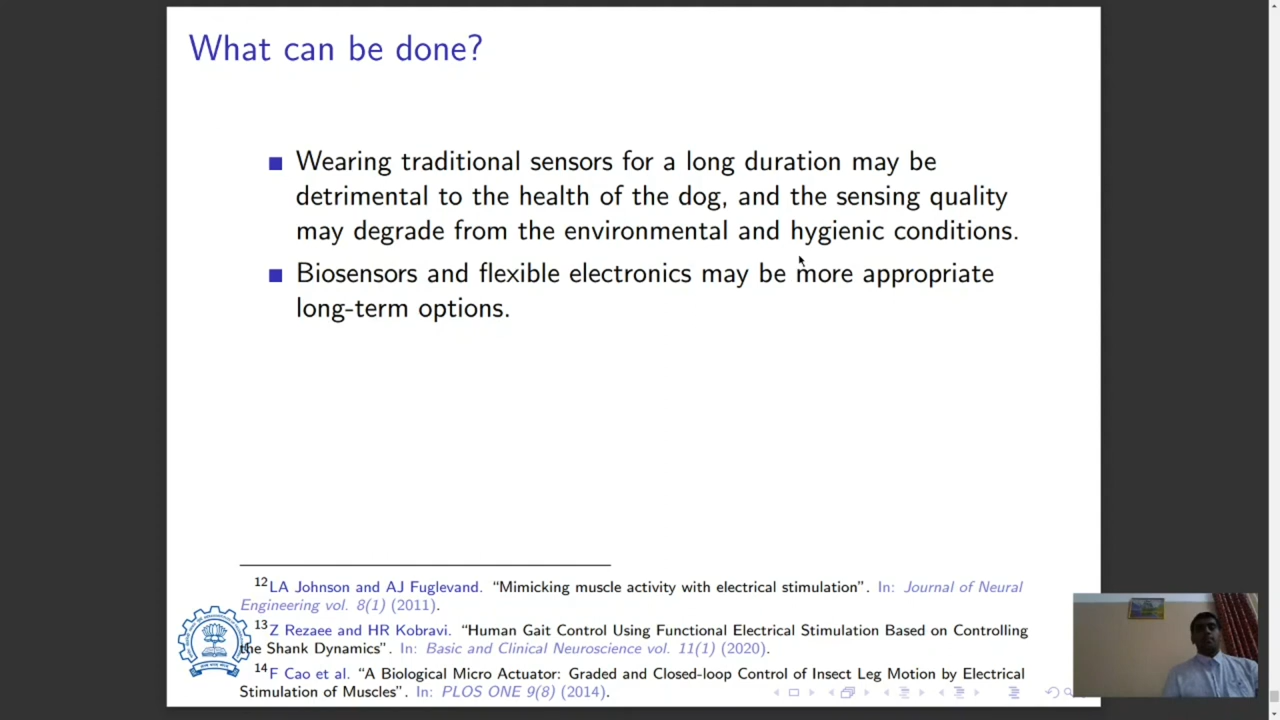 What can be done?
Wearing traditional sensors for a long duration may be
detrimental to the health of the dog, and the sensing quality
may degrade from the environmental and hygienic conditions.
Biosensors and flexible electronics may be more appropriate
long-term options.
12LA Johnson and AJ Fuglevand. “Mimicking muscle activity with electrical stimulation”. In: Journal of Neural
Engineering vol. 8(1) (2011).
13Z Rezaee and HR Kobravi. “Human Gait Control Using Functional Electrical Stimulation Based on Controlling
the Shank Dynamics”. In: Basic and Clinical Neuroscience vol. 11(1) (2020).
14F Cao et al. “A Biological Micro Actuator: Graded and Closed-loop Control of Insect Leg Motion by Electrical
Stimulation of Muscles”. In: PLOS ONE 9(8) (2014).